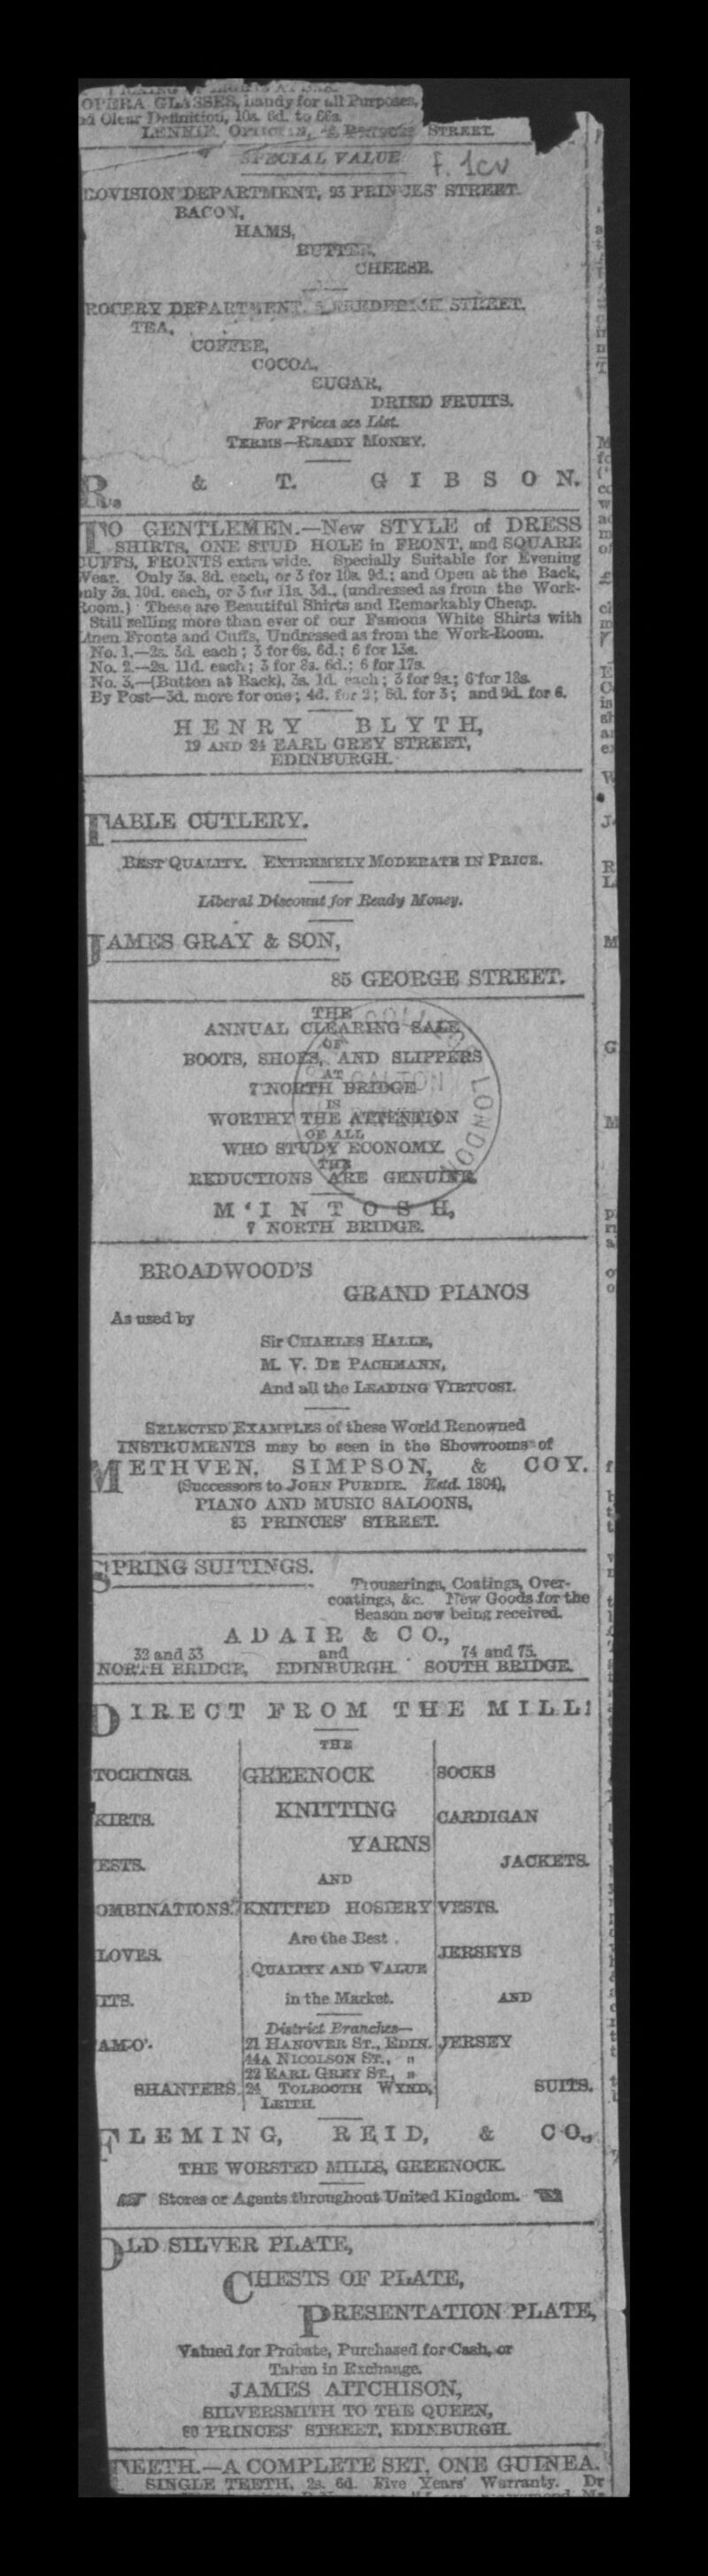 OPERA GLASSES, handy for all Purposes,
Clear Definition, 10s. 6d. to 66s.
LENNIE, STREET.
SPECIAL VALUE
f. 1cv
ROVISION DEPARTMENT, 93 PRINCES' STREET.
BACON,
HAMS,
BUTTER,
CHEESE.
ROCERY DEPARTMENT, FREDERICK STREET.
TEA,
COFFEE,
COCOA,
SUGAR,
DRIED FRUITS.
For Prices see List.
TERMS—READY MONEY.
R. & T. GIBSON.
TO GENTLEMEN.—New STYLE of DRESS
SHIRTS, ONE STUD HOLE in FRONT, and SQUARE
CUFFS, FRONTS extra wide. Specially Suitable for Evening
Wear. Only 3s. 8d. each, or 3 for 10s. 9d.; and Open at the Back,
nly 3s. 10d. each, or 3 for 11s. 3d., (undressed as from the Work-
Room.) These are Beautiful Shirts and Remarkably Cheap.
Still selling more than ever of our Famous White Shirts with
Linen Fronts and Cuffs, Undressed as from the Work-Room.
No. 1.—2s. 3d. each; 3 for 6s. 6d.; 6 for 13s.
No. 2.—2s. 11d. each; 3 for 8s. 6d.; 6 for 17s.
No. 3.—(Button at Back), 3s. 1d. each; 3 for 9s.; 6 for 18s.
By Post—3d. more for one; 4d. for 2; 5d. for 3; and 9d. for 6.
HENRY BLYTH,
19 AND 24 EARL GREY STREET,
EDINBURGH.
TABLE CUTLERY.
BEST QUALITY. EXTREMELY MODERATE IN PRICE.
Liberal Discount for Ready Money.
JAMES GRAY & SON,
85 GEORGE STREET.
THE
ANNUAL CLEARING SALE
OF
BOOTS, SHOES, AND SLIPPERS
AT
7 NORTH BRIDGE
IS
WORTHY THE ATTENTION
OF ALL
WHO STUDY ECONOMY.
THE
REDUCTIONS ARE GENUINE.
M'INTOSH,
7 NORTH BRIDGE.
GALTON
LONDON
BROADWOOD'S
GRAND PIANOS
As used by
Sir CHARLES HALLE,
M. V. DE PACHMANN,
And all the LEADING VIRTUOSI.
SELECTED EXAMPLES of these World Renowned
INSTRUMENTS may be seen in the Showrooms of
METHVEN, SIMPSON, & COY.
(Successors to JOHN PURDIE. Estd. 1804),
PIANO AND MUSIC SALOONS,
83 PRINCES' STREET.
SPRING SUITINGS.
Trouserings, Coatings, Over-
coatings, &c. New Goods for the
Season now being received.
ADAIR & CO.,
32 and 33 and 74 and 75.
NORTH BRIDGE, EDINBURGH. SOUTH BRIDGE.
DIRECT FROM THE MILL!
THE
TOCKINGS. GREENOCK SOCKS
KIRTS. KNITTING CARDIGAN
YARNS
ESTS. JACKETS.
AND
OMBINATIONS. KNITTED HOSIERY VESTS.
Are the Best
LOVES. JERSEYS
QUALITY AND VALUE
ITS. in the Market. AND
District Branches—
AM-O'- 21 HANOVER ST., EDIN. JERSEY
44A NICOLSON ST., "
22 EARL GREY ST., "
SHANTERS. 24 TOLBOOTH WYND, SUITS.
LEITH.
FLEMING, REID, & CO.,
THE WORSTED MILLS, GREENOCK.
Stores or Agents throughout United Kingdom.
OLD SILVER PLATE,
CHESTS OF PLATE,
PRESENTATION PLATE,
Valued for Probate, Purchased for Cash, or
Taken in Exchange.
JAMES AITCHISON,
SILVERSMITH TO THE QUEEN,
80 PRINCES' STREET, EDINBURGH.
TEETH.—A COMPLETE SET, ONE GUINEA.
SINGLE TEETH, 2s. 6d. Five Years' Warranty. Dr